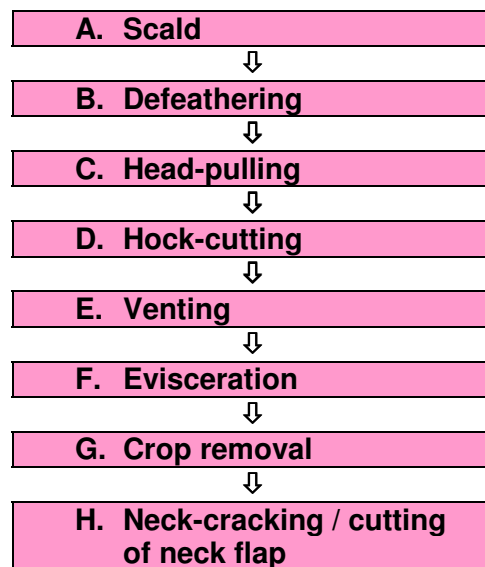 A. Scald
⇩
B. Defeathering
⇩
C. Head-pulling
⇩
D. Hock-cutting
⇩
E. Venting
⇩
F. Evisceration
⇩
G. Crop removal
⇩
H. Neck-cracking / cutting
of neck flap